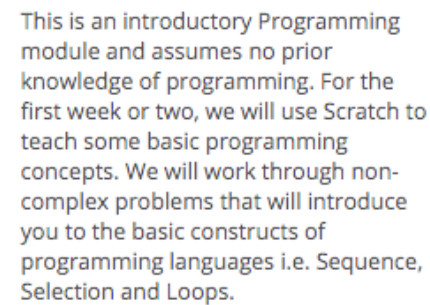 This is an introductory Programming
module and assumes no prior
knowledge of programming. For the
first week or two, we will use Scratch to
teach some basic programming
concepts. We will work through non-
complex problems that will introduce
you to the basic constructs of
programming languages i.e. Sequence,
Selection and Loops.